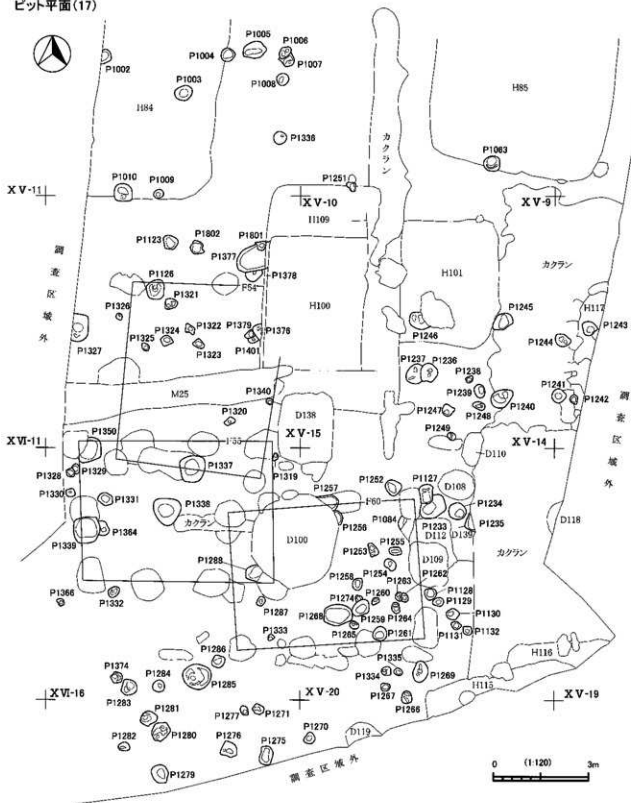 ピット平面(17)
P1005
P1004
P1006
P1002
P1007
P1003
P1008
H84
H85
P1336
カクラン
P1063
P1251
P1010
P1009
XV-11
XV-10
XV-9
H109
P1123
P1802
P1801
P1377
カクラン
調査区域外
P1378
H101
P1126
F54
H100
H117
P1321
P1326
P1245
P1243
P1322
P1379
P1376
P1246
P1244
P1327
P1325
P1324
P1323
P1401
P1237
P1236
P1238
P1239
P1241
P1242
M25
P1340
D138
P1247
P1248
P1240
調査区域外
P1320
P1249
XVI-11
P1350
F55
XV-15
D110
XV-14
P1328
P1329
P1337
P1319
P1252
P1127
D108
P1330
P1331
P1257
F60
P1234
P1338
P1256
P1084
P1233
P1235
D118
カクラン
D100
D112
D139
カクラン
P1339
P1364
P1253
P1255
D109
P1254
P1262
P1288
P1258
P1263
P1128
P1274
P1260
P1129
P1366
P1332
P1287
P1268
P1259
P1264
P1130
P1333
P1265
P1261
P1131
P1132
H116
P1286
P1335
P1374
P1284
P1334
P1269
P1285
H115
P1283
P1267
P1266
XVI-16
XV-20
XV-19
P1281
P1277
P1271
P1280
P1270
P1282
P1276
P1275
D119
P1279
調査区域外
0 (1:120) 3m